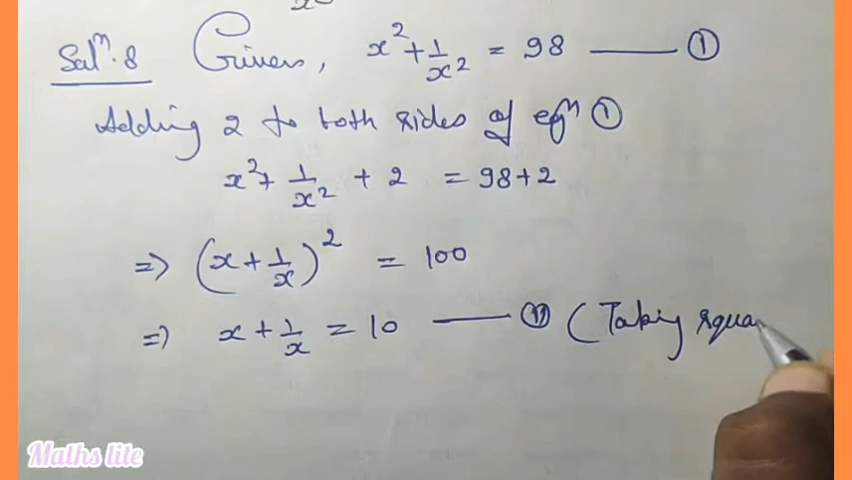 Solⁿ.8 Given, x² + 1/x² = 98 —— ①
Adding 2 to both sides of eqⁿ ①
x² + 1/x² + 2 = 98+2
=> (x + 1/x)² = 100
=> x + 1/x = 10 —— ⑪ (Taking squa
Maths lite